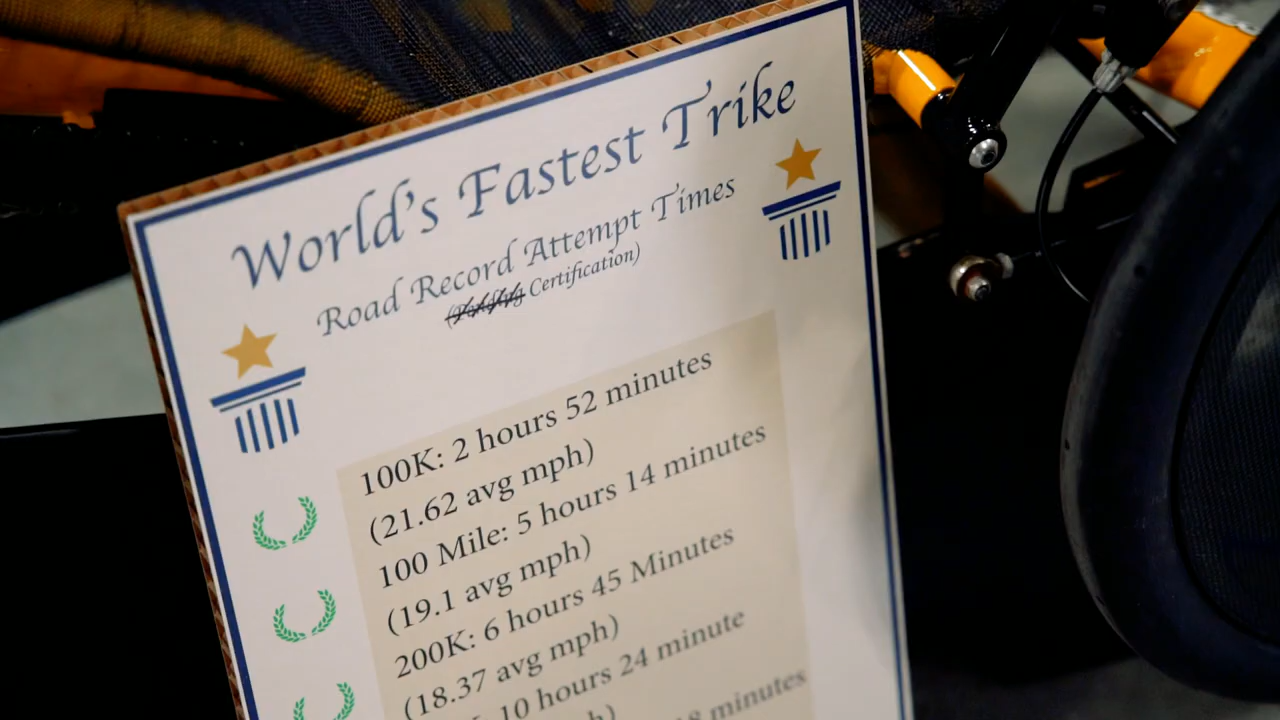 World's Fastest Trike
Road Record Attempt Times
Certification)
100K: 2 hours 52 minutes
(21.62 avg mph)
100 Mile: 5 hours 14 minutes
(19.1 avg mph)
200K: 6 hours 45 Minutes
(18.37 avg mph)
10 hours 24 minute
minutes